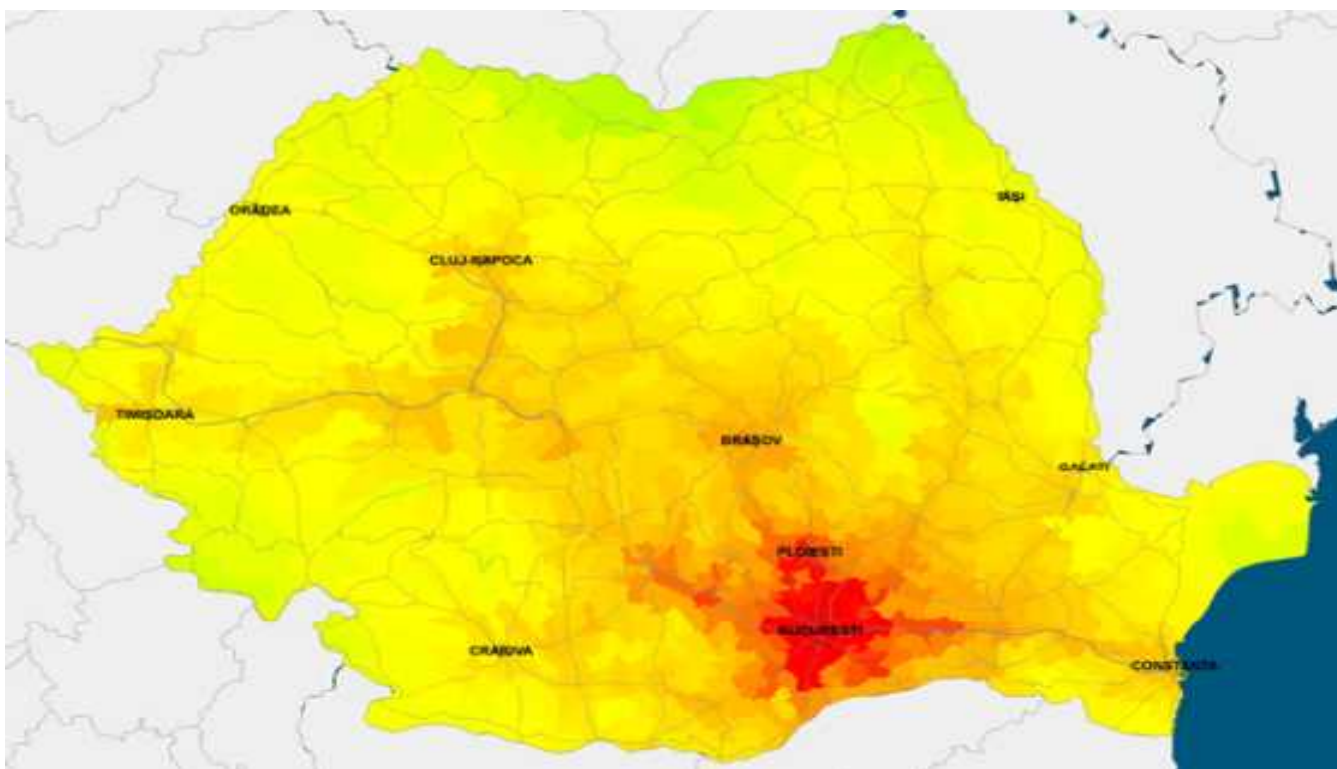 IAȘI
ORADEA
CLUJ-NAPOCA
TIMIȘOARA
BRAȘOV
GALAȚI
PLOIEȘTI
BUCUREȘTI
CRAIOVA
CONSTANȚA